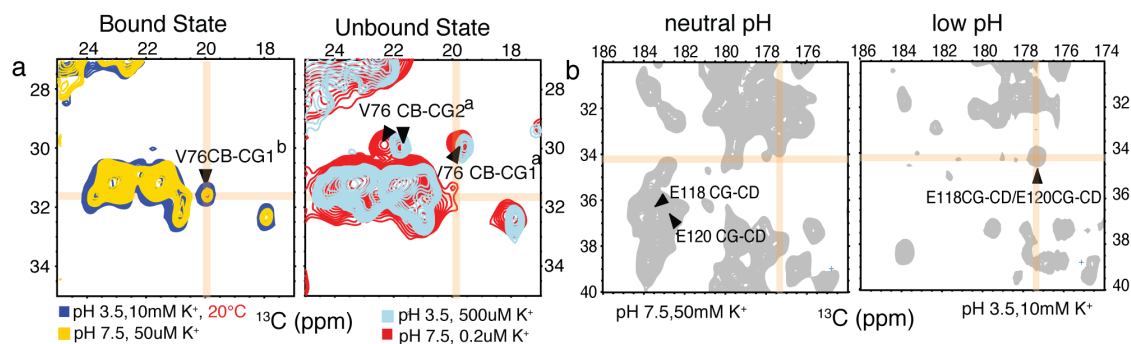 Bound State
Unbound State
neutral pH
low pH
a
24 22 20 18
24 22 20 18
b
186 184 182 180 178 176
186 184 182 180 178 176 174
28
30
32
34
V76CB-CG1b
V76 CB-CG2a
V76 CB-CG1a
28
30
32
34
32
34
36
38
40
E118 CG-CD
E120 CG-CD
E118CG-CD/E120CG-CD
32
34
36
38
40
pH 3.5,10mM K+, 20°C
pH 7.5, 50uM K+
13C (ppm)
pH 3.5, 500uM K+
pH 7.5, 0.2uM K+
pH 7.5,50mM K+
13C (ppm)
pH 3.5,10mM K+